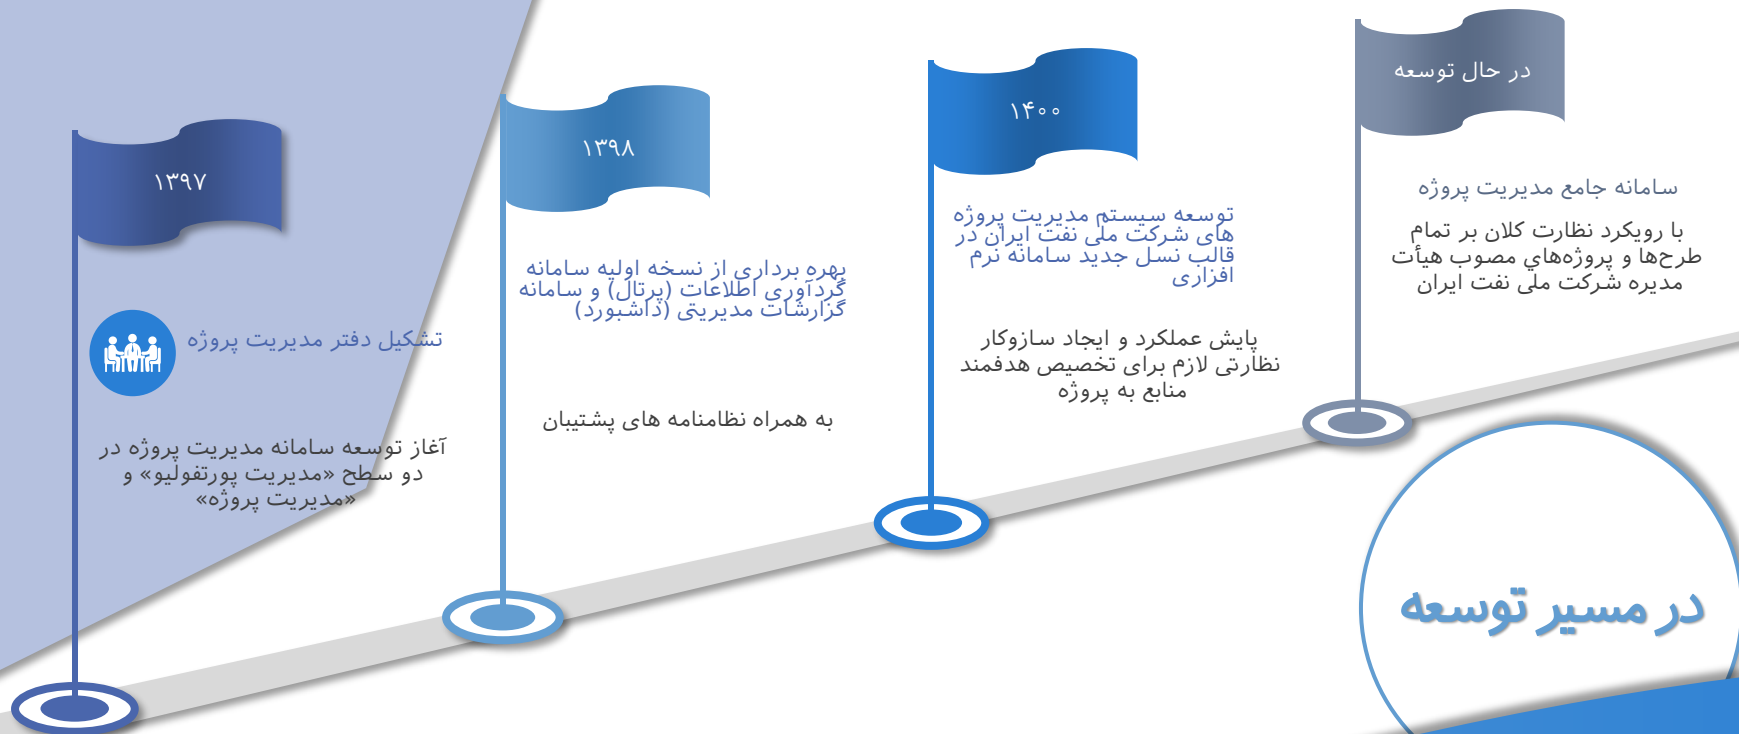 ۱۳۹۷
تشکیل دفتر مدیریت پروژه
آغاز توسعه سامانه مدیریت پروژه در
دو سطح «مدیریت پورتفولیو» و
«مدیریت پروژه»
۱۳۹۸
بهره برداری از نسخه اولیه سامانه
گردآوری اطلاعات (پرتال) و سامانه
گزارشات مدیریتی (داشبورد)
به همراه نظامنامه های پشتیبان
۱۴۰۰
توسعه سیستم مدیریت پروژه
های شرکت ملّی نفت ایران در
قالب نسل جدید سامانه نرم
افزاری
پایش عملکرد و ایجاد سازوکار
نظارتی لازم برای تخصیص هدفمند
منابع به پروژه
در حال توسعه
سامانه جامع مدیریت پروژه
با رویکرد نظارت کلان بر تمام
طرح‌ها و پروژه‌هاي مصوب هیأت
مدیره شرکت ملی نفت ایران
در مسیر توسعه